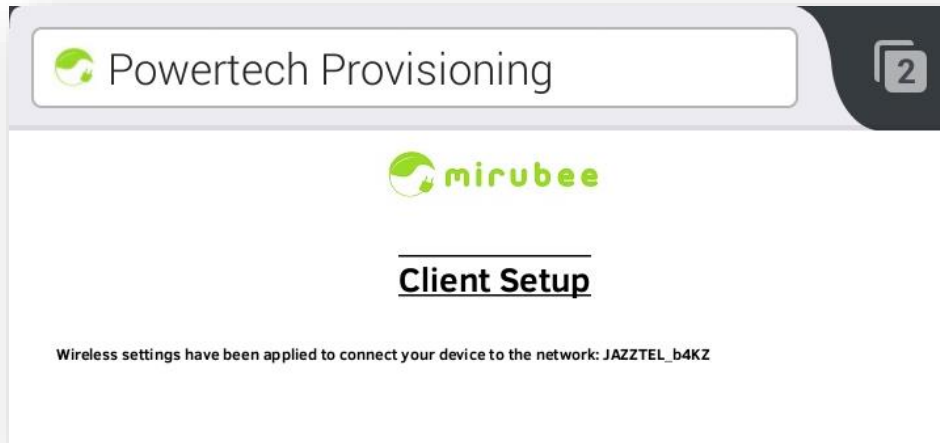 Powertech Provisioning
2
mirubee
Client Setup
Wireless settings have been applied to connect your device to the network: JAZZTEL_b4KZ